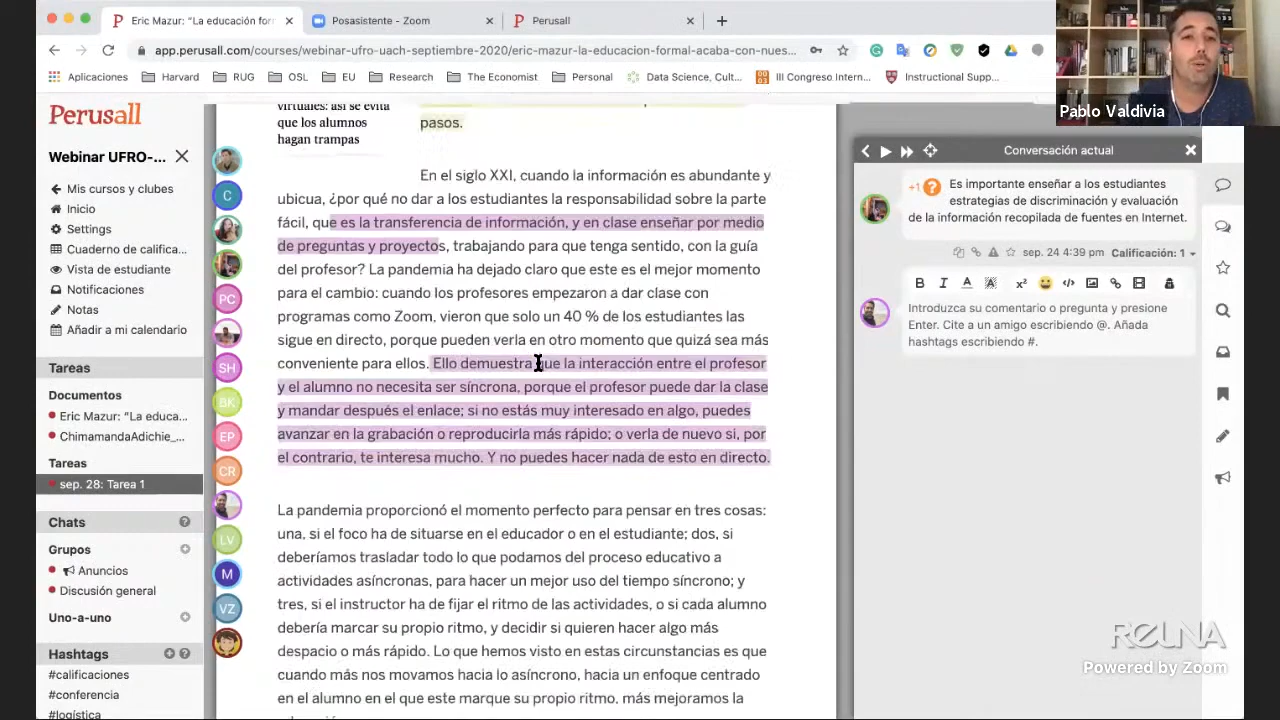 Eric Mazur: “La educación for
Posasistente - Zoom
Perusall
app.perusall.com/courses/webinar-ufro-uach-septiembre-2020/eric-mazur-la-educacion-formal-acaba-con-nues...
Aplicaciones
Harvard
RUG
OSL
EU
Research
The Economist
Personal
Data Science, Cult...
III Congreso Intern...
Instructional Supp...
Pablo Valdivia
Perusall
Webinar UFRO-...
Mis cursos y clubes
Inicio
Settings
Cuaderno de califica...
Vista de estudiante
Notificaciones
Notas
Añadir a mi calendario
Tareas
Documentos
Eric Mazur: “La educa...
ChimamandaAdichie_...
Tareas
sep. 28: Tarea 1
Chats
Grupos
Anuncios
Discusión general
Uno-a-uno
Hashtags
#calificaciones
#conferencia
#logística
C
PC
SH
BK
EP
CR
LV
M
VZ
virtuales: así se evita
que los alumnos
hagan trampas
pasos.
En el siglo XXI, cuando la información es abundante y
ubicua, ¿por qué no dar a los estudiantes la responsabilidad sobre la parte
fácil, que es la transferencia de información, y en clase enseñar por medio
de preguntas y proyectos, trabajando para que tenga sentido, con la guía
del profesor? La pandemia ha dejado claro que este es el mejor momento
para el cambio: cuando los profesores empezaron a dar clase con
programas como Zoom, vieron que solo un 40 % de los estudiantes las
sigue en directo, porque pueden verla en otro momento que quizá sea más
conveniente para ellos. Ello demuestra que la interacción entre el profesor
y el alumno no necesita ser síncrona, porque el profesor puede dar la clase
y mandar después el enlace; si no estás muy interesado en algo, puedes
avanzar en la grabación o reproducirla más rápido; o verla de nuevo si, por
el contrario, te interesa mucho. Y no puedes hacer nada de esto en directo.
La pandemia proporcionó el momento perfecto para pensar en tres cosas:
una, si el foco ha de situarse en el educador o en el estudiante; dos, si
deberíamos trasladar todo lo que podamos del proceso educativo a
actividades asíncronas, para hacer un mejor uso del tiempo síncrono; y
tres, si el instructor ha de fijar el ritmo de las actividades, o si cada alumno
debería marcar su propio ritmo, y decidir si quieren hacer algo más
despacio o más rápido. Lo que hemos visto en estas circunstancias es que
cuando más nos movamos hacia lo asíncrono, hacia un enfoque centrado
en el alumno en el que este marque su propio ritmo, más mejoramos la
Conversación actual
+1 ? Es importante enseñar a los estudiantes
estrategias de discriminación y evaluación
de la información recopilada de fuentes en Internet.
sep. 24 4:39 pm Calificación: 1
B I A x²
Introduzca su comentario o pregunta y presione
Enter. Cite a un amigo escribiendo @. Añada
hashtags escribiendo #.
REUNA
Powered by Zoom